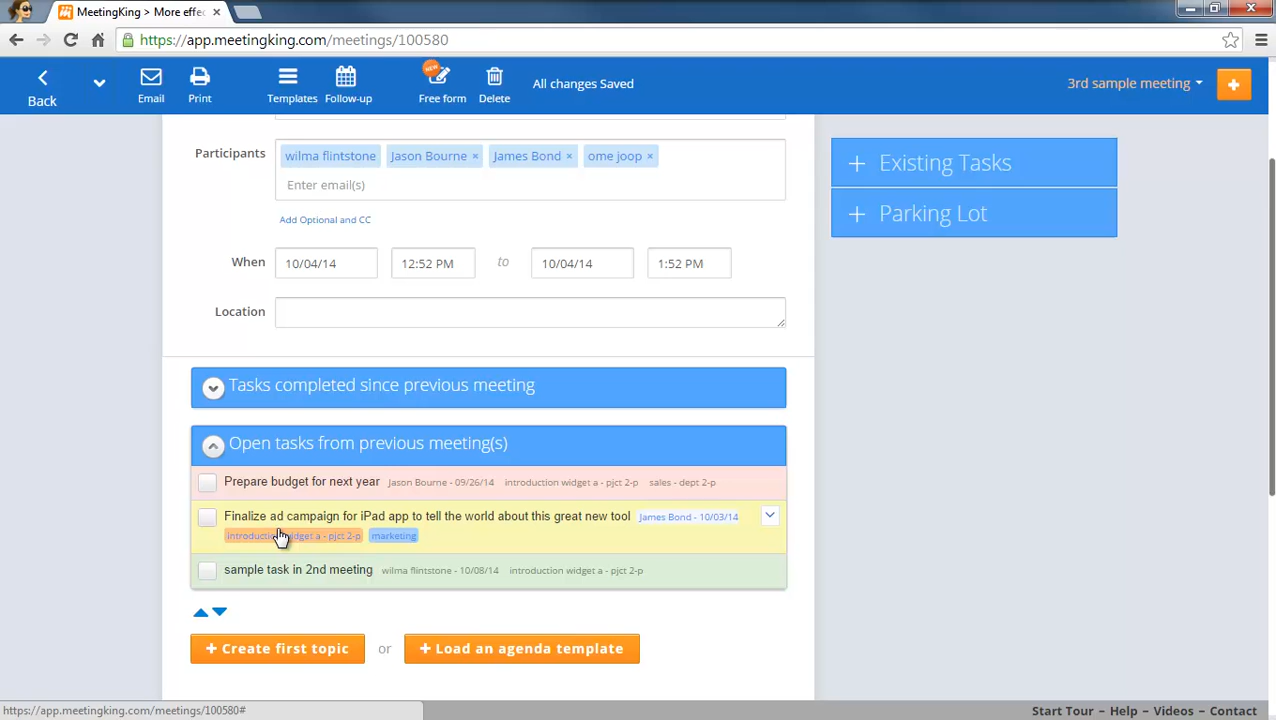 MeetingKing > More effe
https://app.meetingking.com/meetings/100580
Back
Email
Print
Templates
Follow-up
NEW
Free form
Delete
All changes Saved
3rd sample meeting
Participants
wilma flintstone Jason Bourne × James Bond × ome joop ×
Enter email(s)
Add Optional and CC
When 10/04/14 12:52 PM to 10/04/14 1:52 PM
Location
+ Existing Tasks
+ Parking Lot
Tasks completed since previous meeting
Open tasks from previous meeting(s)
Prepare budget for next year Jason Bourne - 09/26/14 introduction widget a - pjct 2-p sales - dept 2-p
Finalize ad campaign for iPad app to tell the world about this great new tool James Bond - 10/03/14
introduction widget a - pjct 2-p marketing
sample task in 2nd meeting wilma flintstone - 10/08/14 introduction widget a - pjct 2-p
+ Create first topic or + Load an agenda template
https://app.meetingking.com/meetings/100580#
Start Tour – Help – Videos – Contact